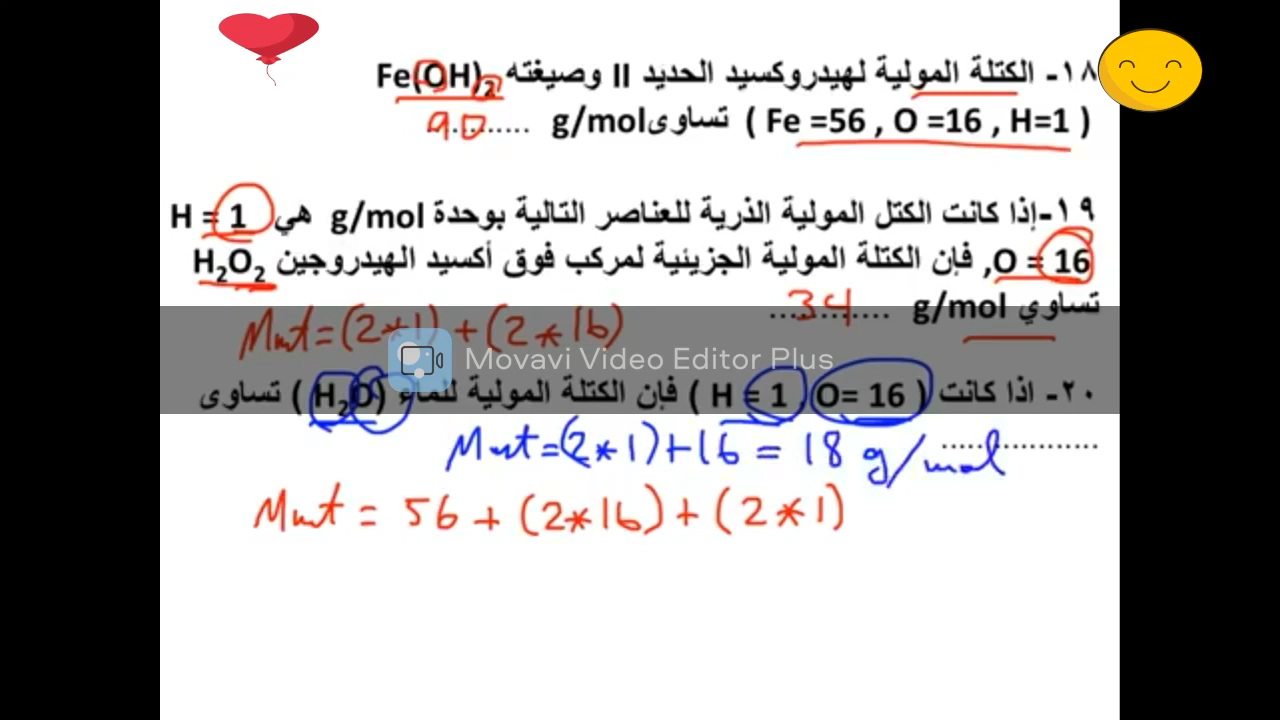 ١٨- الكتلة المولية لهيدروكسيد الحديد II وصيغته Fe(OH)₂
( Fe =56 , O =16 , H=1 ) تساوى g/mol ........... 90
١٩-إذا كانت الكتل المولية الذرية للعناصر التالية بوحدة g/mol هي H = 1
O = 16, فإن الكتلة المولية الجزيئية لمركب فوق أكسيد الهيدروجين H₂O₂
تساوي g/mol ............ 34
Mwt = (2*1) + (2*16)
Movavi Video Editor Plus
٢٠- اذا كانت ( H = 1 , O= 16 ) فإن الكتلة المولية للماء ( H₂O ) تساوى
.................
Mwt = (2*1)+16 = 18 g/mol
Mwt = 56 + (2*16) + (2*1)